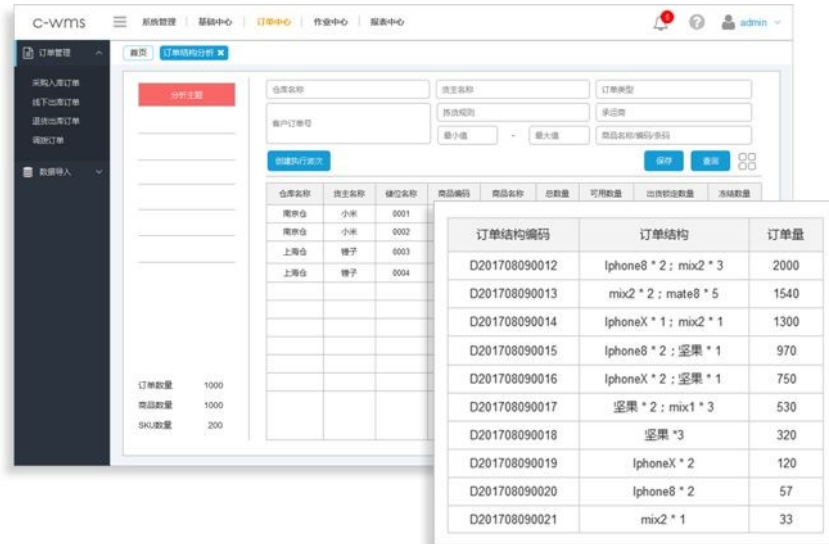 c-wms 系统管理 基础中心 订单中心 作业中心 报表中心 6 admin
订单管理 首页 订单结构分析
采购入库订单
线下出库订单
退货出库订单
调拨订单
数据导入
分析主题
仓库名称 货主名称 订单类型
客户订单号 拣货规则 承运商
最小值 - 最大值 商品名称/编码/条码
创建执行波次 保存 查询
仓库名称 货主名称 储位名称 商品编码 商品名称 总数量 可用数量 出货锁定数量 冻结数量
南京仓 小米 0001
南京仓 小米 0002
上海仓 锤子 0003
上海仓 锤子 0004
订单数量 1000
商品数量 1000
SKU数量 200
订单结构编码 订单结构 订单量
D201708090012 Iphone8 * 2；mix2 * 3 2000
D201708090013 mix2 * 2；mate8 * 5 1540
D201708090014 IphoneX * 1；mix2 * 1 1300
D201708090015 Iphone8 * 2；坚果 * 1 970
D201708090016 IphoneX * 2；坚果 * 1 750
D201708090017 坚果 * 2；mix1 * 3 530
D201708090018 坚果 *3 320
D201708090019 IphoneX * 2 120
D201708090020 Iphone8 * 2 57
D201708090021 mix2 * 1 33